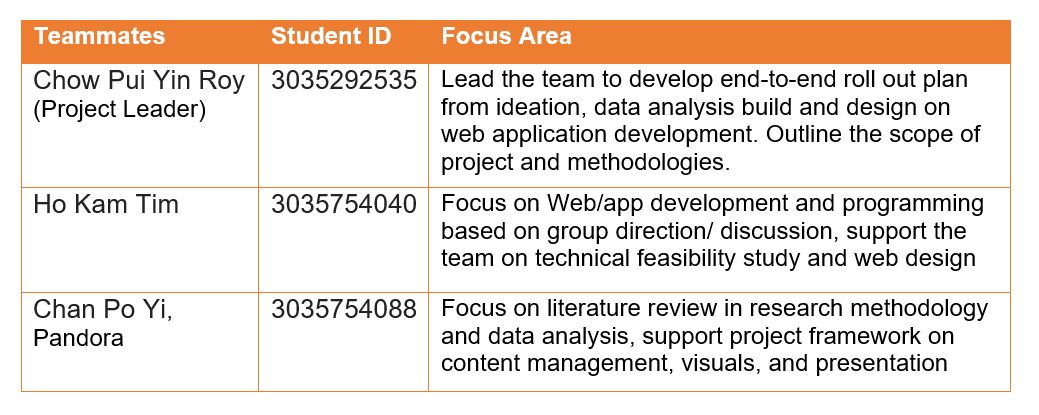 Teammates Student ID Focus Area
Chow Pui Yin Roy 3035292535 Lead the team to develop end-to-end roll out plan
(Project Leader) from ideation, data analysis build and design on
web application development. Outline the scope of
project and methodologies.
Ho Kam Tim 3035754040 Focus on Web/app development and programming
based on group direction/ discussion, support the
team on technical feasibility study and web design
Chan Po Yi, 3035754088 Focus on literature review in research methodology
Pandora and data analysis, support project framework on
content management, visuals, and presentation